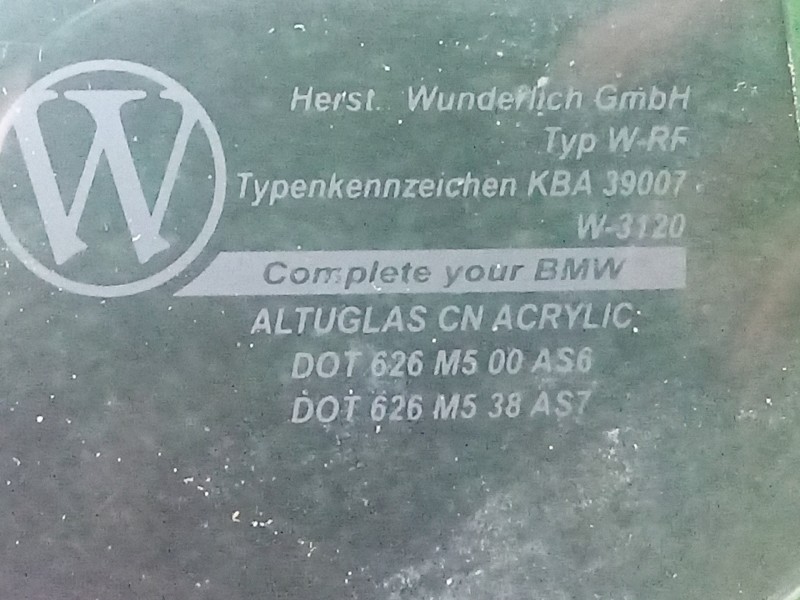 W
Herst. Wunderlich GmbH
Typ W-RF
Typenkennzeichen KBA 39007
W-3120
Complete your BMW
ALTUGLAS CN ACRYLIC
DOT 626 M5 00 AS6
DOT 626 M5 38 AS7